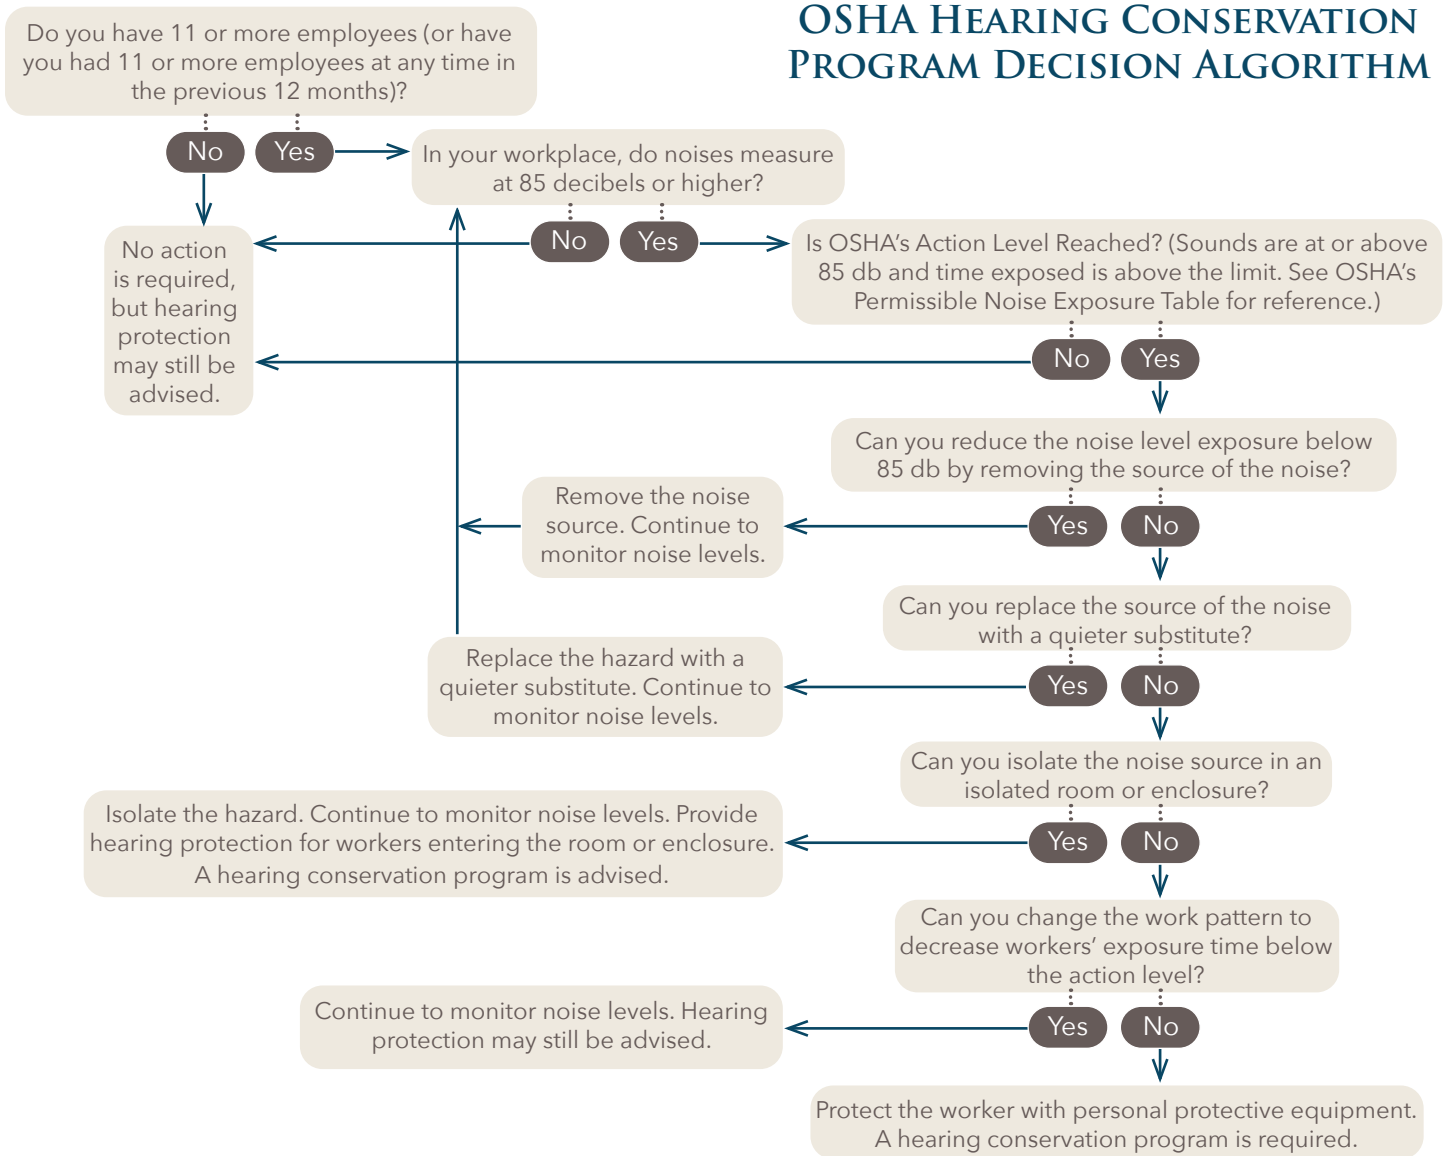 OSHA Hearing Conservation
Program Decision Algorithm
Do you have 11 or more employees (or have
you had 11 or more employees at any time in
the previous 12 months)?
No
Yes
In your workplace, do noises measure
at 85 decibels or higher?
No
Yes
No action
is required,
but hearing
protection
may still be
advised.
Is OSHA's Action Level Reached? (Sounds are at or above
85 db and time exposed is above the limit. See OSHA's
Permissible Noise Exposure Table for reference.)
No
Yes
Can you reduce the noise level exposure below
85 db by removing the source of the noise?
Yes
No
Remove the noise
source. Continue to
monitor noise levels.
Can you replace the source of the noise
with a quieter substitute?
Yes
No
Replace the hazard with a
quieter substitute. Continue to
monitor noise levels.
Can you isolate the noise source in an
isolated room or enclosure?
Yes
No
Isolate the hazard. Continue to monitor noise levels. Provide
hearing protection for workers entering the room or enclosure.
A hearing conservation program is advised.
Can you change the work pattern to
decrease workers' exposure time below
the action level?
Yes
No
Continue to monitor noise levels. Hearing
protection may still be advised.
Protect the worker with personal protective equipment.
A hearing conservation program is required.